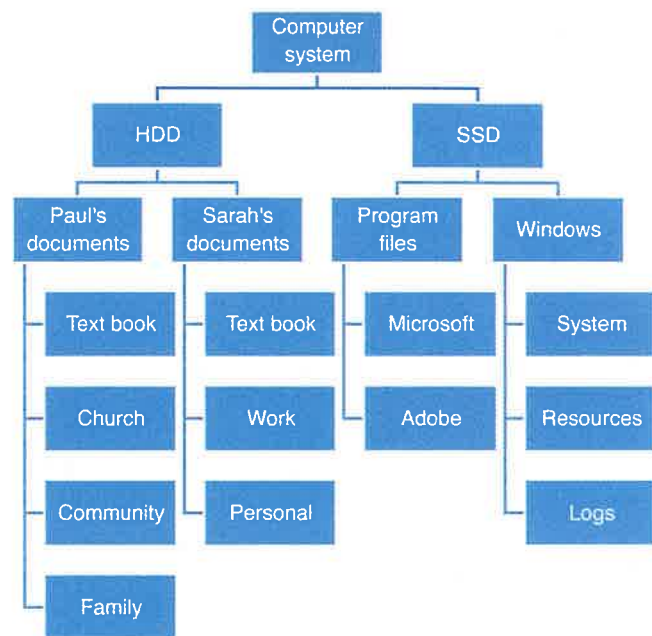 Computer
system
HDD
SSD
Paul's
documents
Sarah's
documents
Program
files
Windows
Text book
Text book
Microsoft
System
Church
Work
Adobe
Resources
Community
Personal
Logs
Family